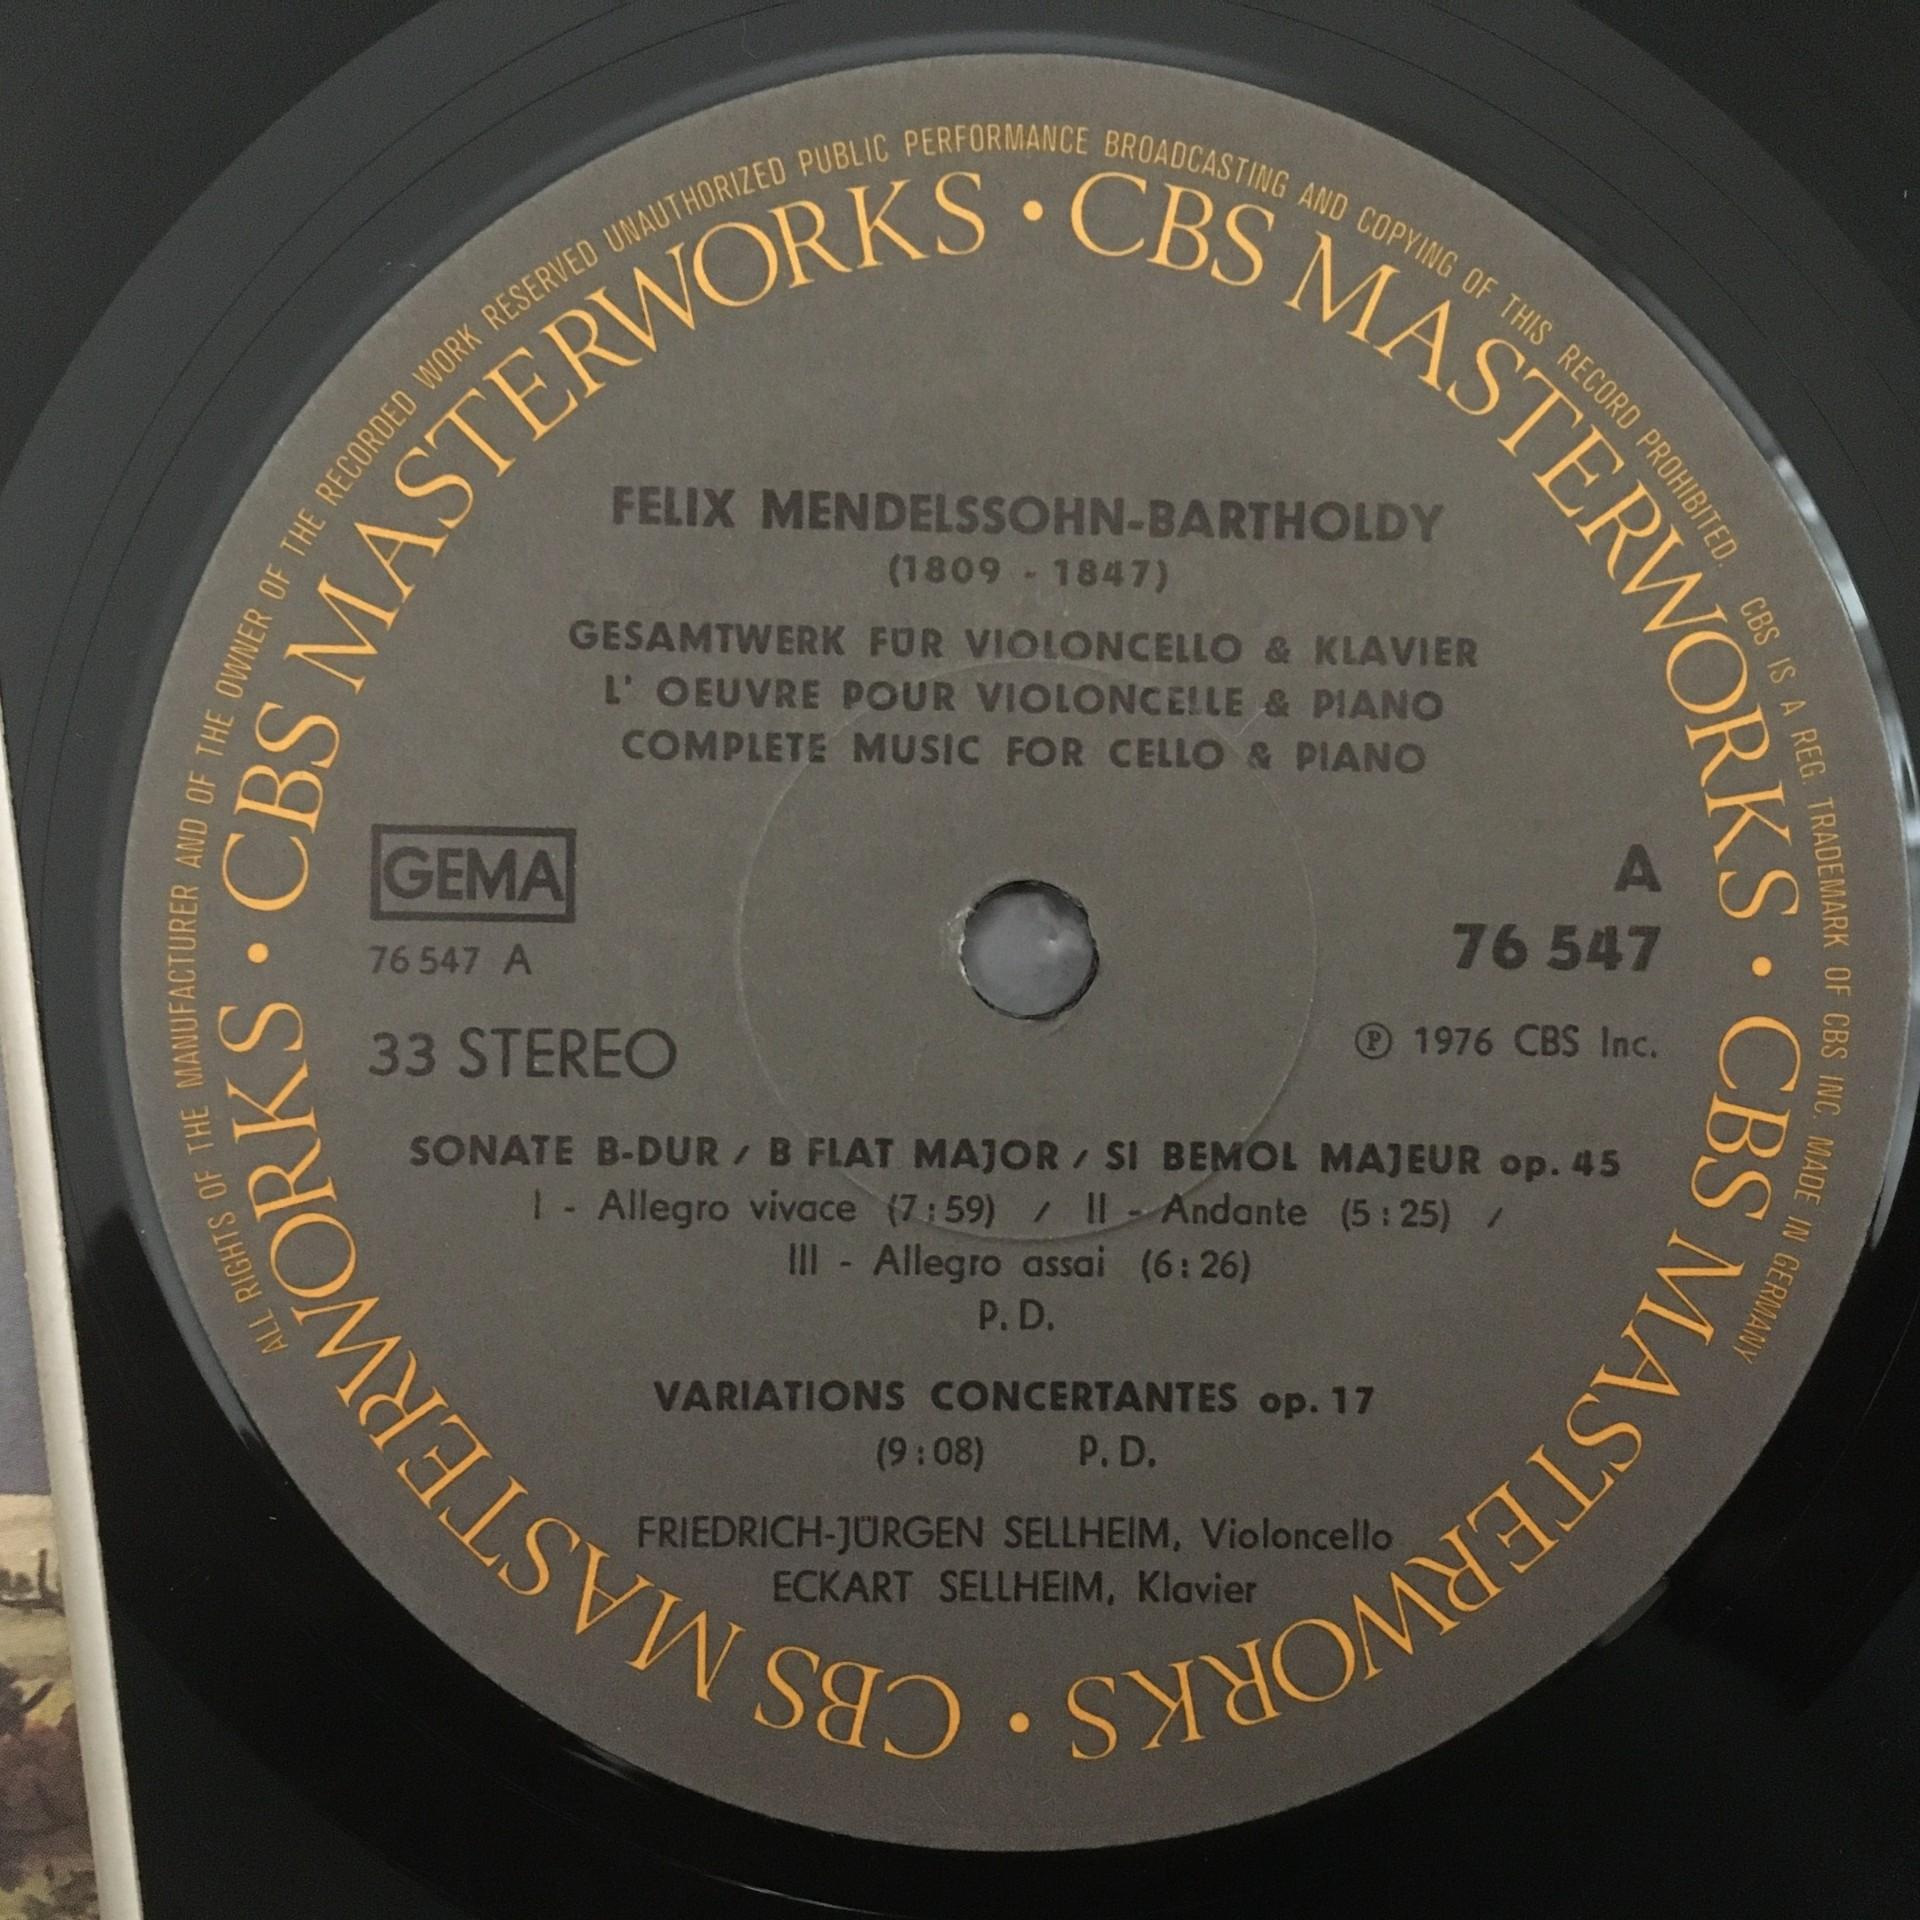 ALL RIGHTS OF THE MANUFACTURER AND OF THE OWNER OF THE RECORDED WORK RESERVED UNAUTHORIZED PUBLIC PERFORMANCE BROADCASTING AND COPYING OF THIS RECORD PROHIBITED. CBS IS A REG. TRADEMARK OF CBS INC. MADE IN GERMANY
CBS MASTERWORKS • CBS MASTERWORKS • CBS MASTERWORKS • CBS MASTERWORKS •
FELIX MENDELSSOHN-BARTHOLDY
(1809 - 1847)
GESAMTWERK FÜR VIOLONCELLO & KLAVIER
L' OEUVRE POUR VIOLONCELLE & PIANO
COMPLETE MUSIC FOR CELLO & PIANO
GEMA
76 547 A
33 STEREO
A
76 547
Ⓟ 1976 CBS Inc.
SONATE B-DUR / B FLAT MAJOR / SI BEMOL MAJEUR op. 45
I - Allegro vivace (7:59) / II - Andante (5:25) /
III - Allegro assai (6:26)
P. D.
VARIATIONS CONCERTANTES op. 17
(9:08) P. D.
FRIEDRICH-JÜRGEN SELLHEIM, Violoncello
ECKART SELLHEIM, Klavier